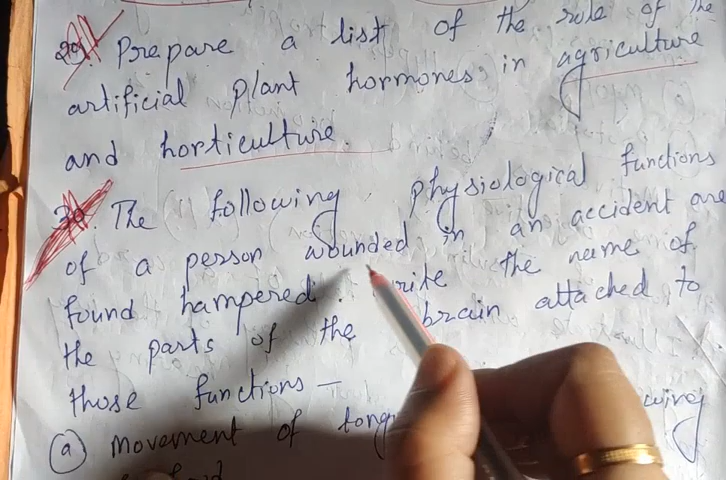 29. Prepare a list of the role of the
artificial plant hormones in agriculture
and horticulture.
30. The following physiological functions
of a person wounded in an accident are
found hampered. the name of
the parts of the brain attached to
those functions —
(a) Movement of